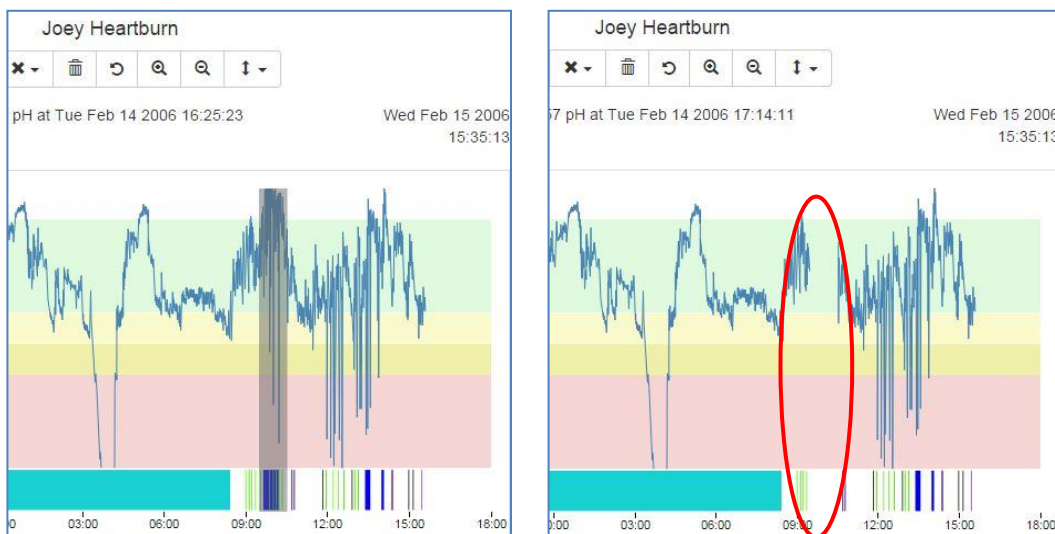 Joey Heartburn
pH at Tue Feb 14 2006 16:25:23
Wed Feb 15 2006
15:35:13
03:00 06:00 09:00 12:00 15:00 18:00
Joey Heartburn
57 pH at Tue Feb 14 2006 17:14:11
Wed Feb 15 2006
15:35:13
0:00 03:00 06:00 09:00 12:00 15:00 18:00